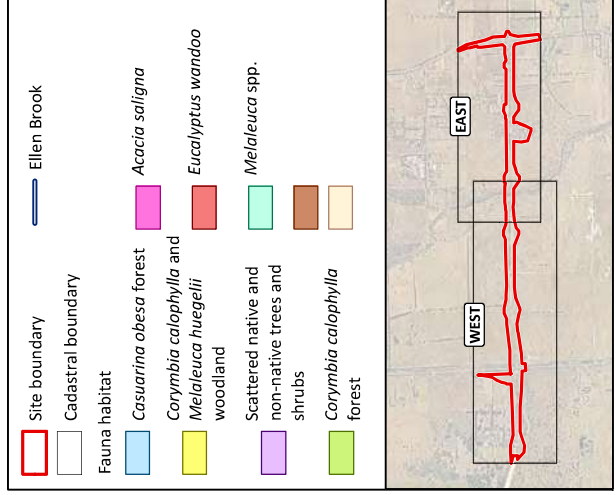 Site boundary
Cadastral boundary
Fauna habitat
Casuarina obesa forest
Corymbia calophylla and
Melaleuca huegelii
woodland
Scattered native and
non-native trees and
shrubs
Corymbia calophylla
forest
Ellen Brook
Acacia saligna
Eucalyptus wandoo
Melaleuca spp.
WEST
EAST